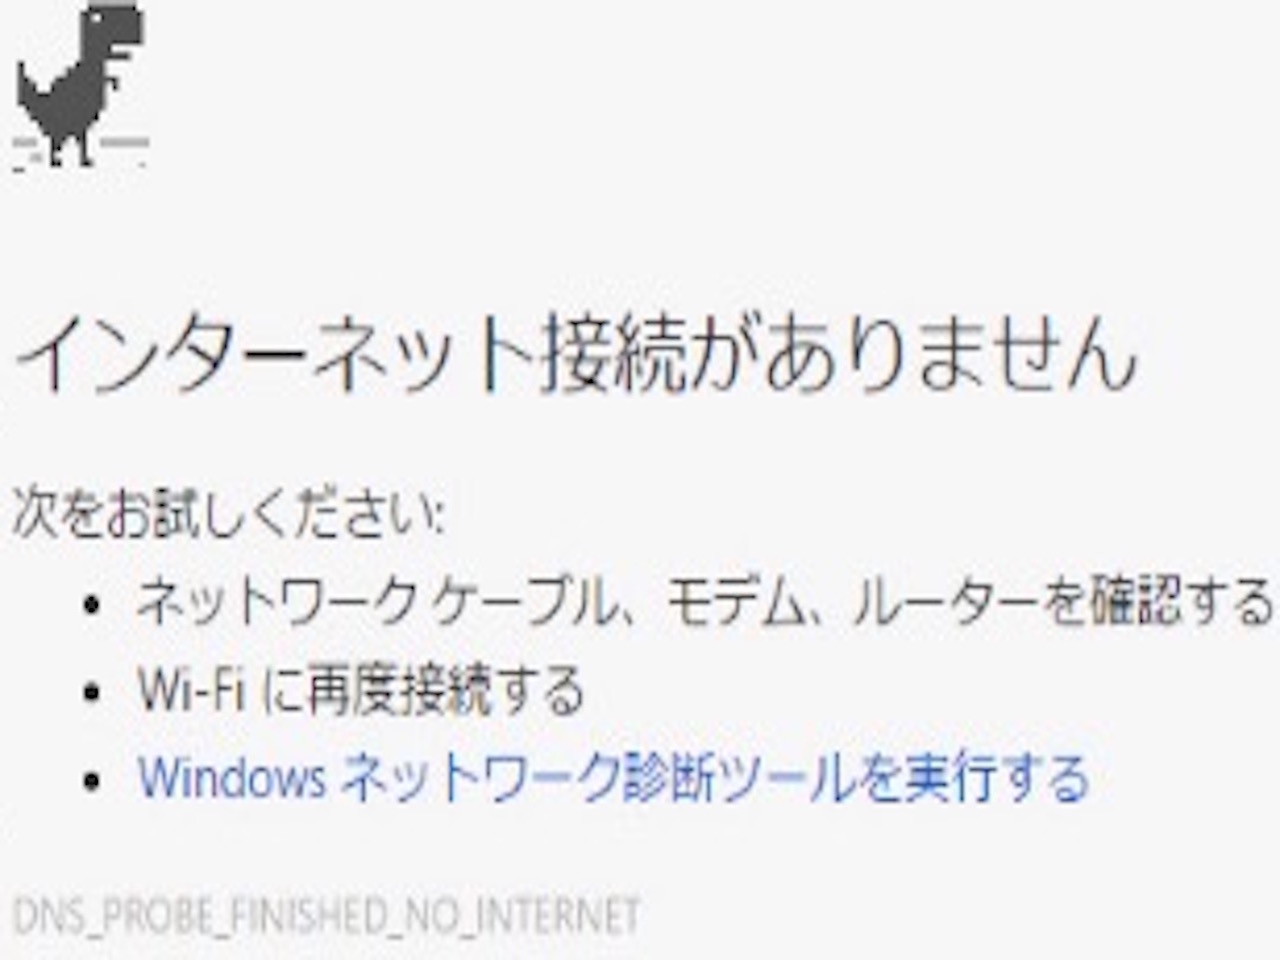 インターネット接続がありません
次をお試しください:
• ネットワーク ケーブル、モデム、ルーターを確認する
• Wi-Fi に再度接続する
• Windows ネットワーク診断ツールを実行する
DNS_PROBE_FINISHED_NO_INTERNET